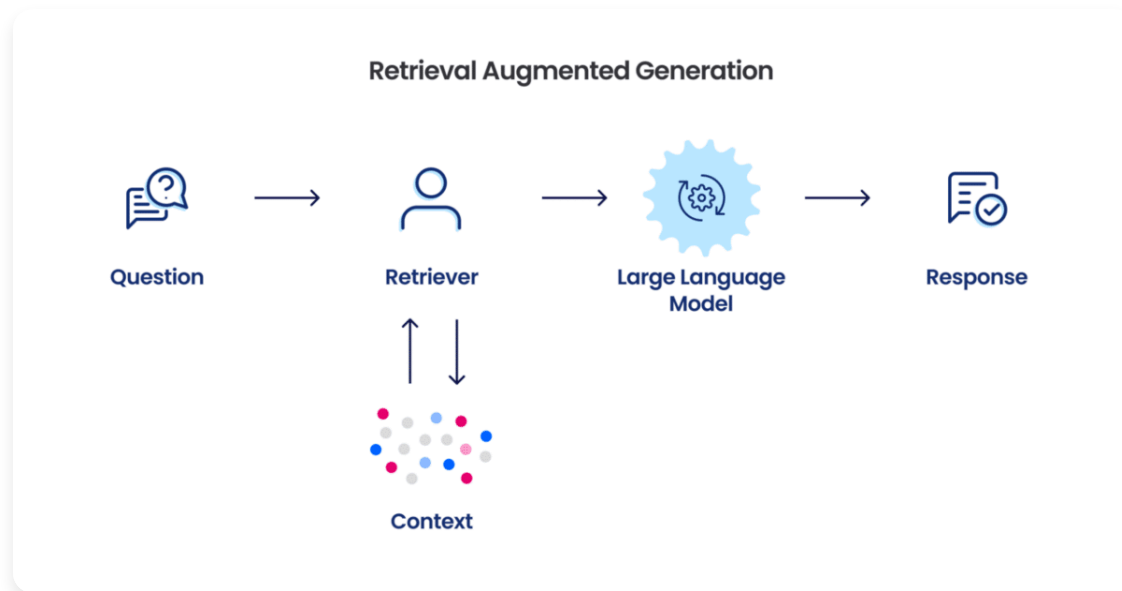 Retrieval Augmented Generation
Question
Retriever
Large Language
Model
Response
Context